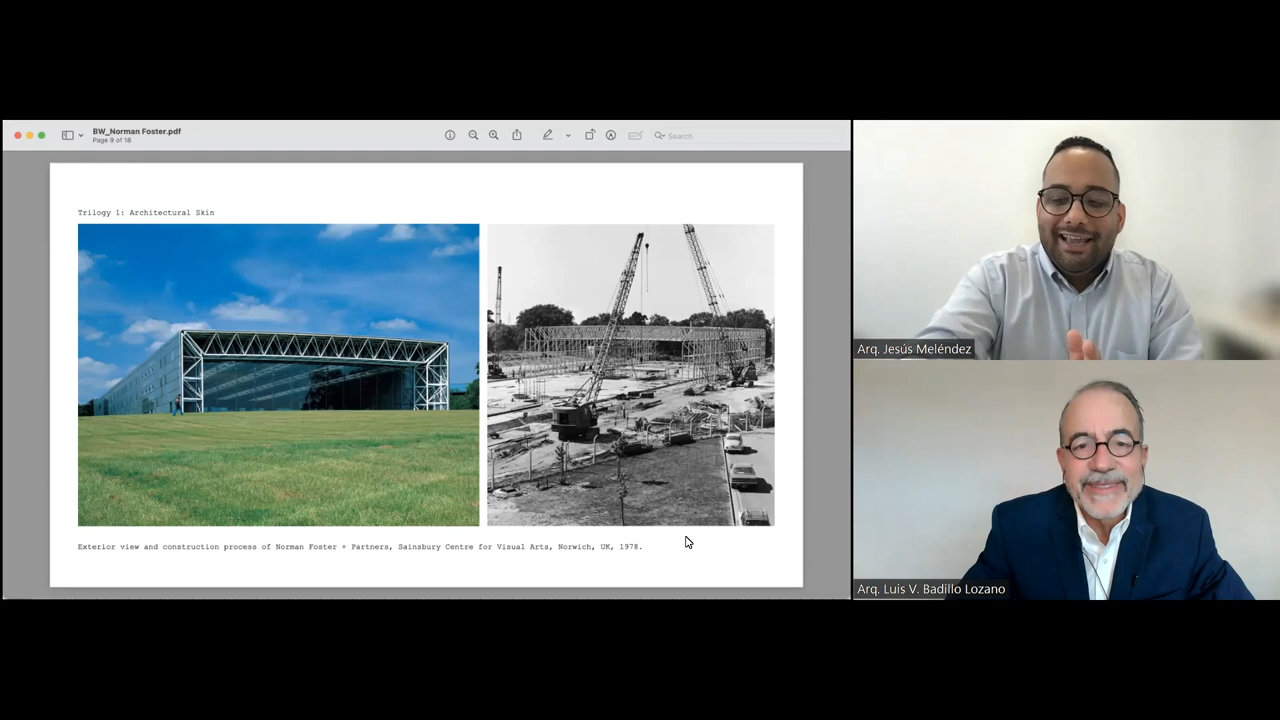 BW_Norman Foster.pdf
Page 9 of 18
Search
Trilogy 1: Architectural Skin
Exterior view and construction process of Norman Foster + Partners, Sainsbury Centre for Visual Arts, Norwich, UK, 1978.
Arq. Jesús Meléndez
Arq. Luis V. Badillo Lozano